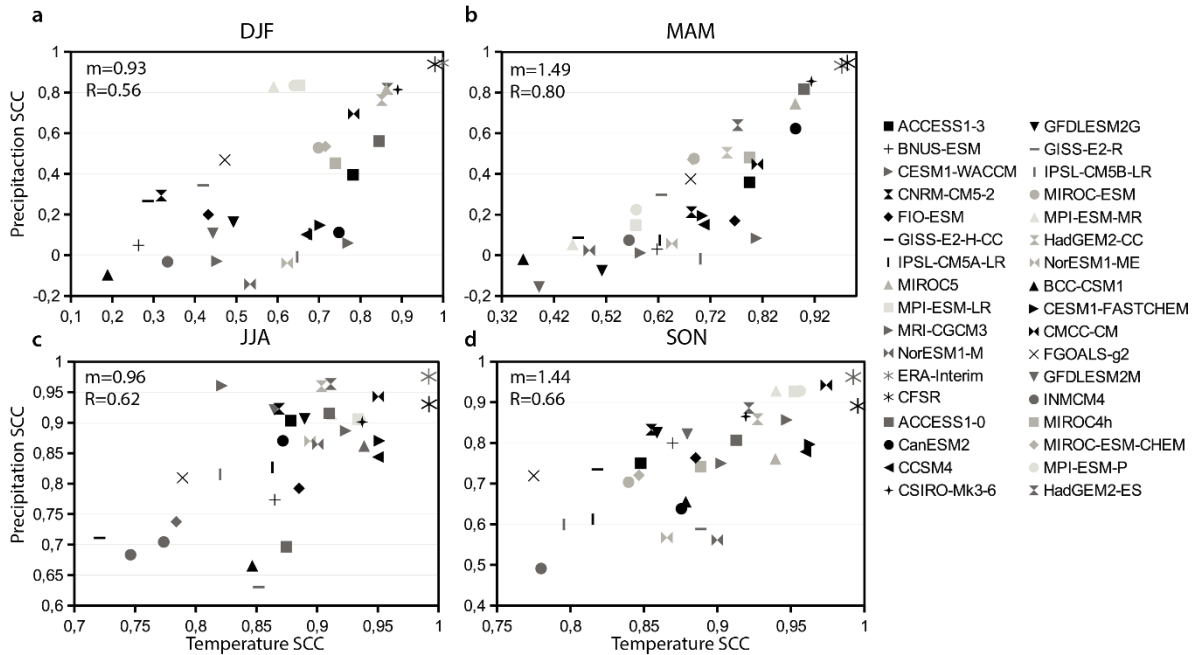 a
DJF
b
MAM
Precipitaction SCC
1
0,8
0,6
0,4
0,2
0
-0,2
m=0.93
R=0.56
0,1
0,2
0,3
0,4
0,5
0,6
0,7
0,8
0,9
1
1
0,8
0,6
0,4
0,2
0
-0,2
m=1.49
R=0.80
0,32
0,42
0,52
0,62
0,72
0,82
0,92
c
JJA
d
SON
Precipitation SCC
1
0,95
0,9
0,85
0,8
0,75
0,7
0,65
0,6
m=0.96
R=0.62
0,7
0,75
0,8
0,85
0,9
0,95
1
Temperature SCC
1
0,9
0,8
0,7
0,6
0,5
0,4
m=1.44
R=0.66
0,75
0,8
0,85
0,9
0,95
1
Temperature SCC
ACCESS1-3
BNUS-ESM
CESM1-WACCM
CNRM-CM5-2
FIO-ESM
GISS-E2-H-CC
IPSL-CM5A-LR
MIROC5
MPI-ESM-LR
MRI-CGCM3
NorESM1-M
ERA-Interim
CFSR
ACCESS1-0
CanESM2
CCSM4
CSIRO-Mk3-6
GFDLESM2G
GISS-E2-R
IPSL-CM5B-LR
MIROC-ESM
MPI-ESM-MR
HadGEM2-CC
NorESM1-ME
BCC-CSM1
CESM1-FASTCHEM
CMCC-CM
FGOALS-g2
GFDLESM2M
INMCM4
MIROC4h
MIROC-ESM-CHEM
MPI-ESM-P
HadGEM2-ES